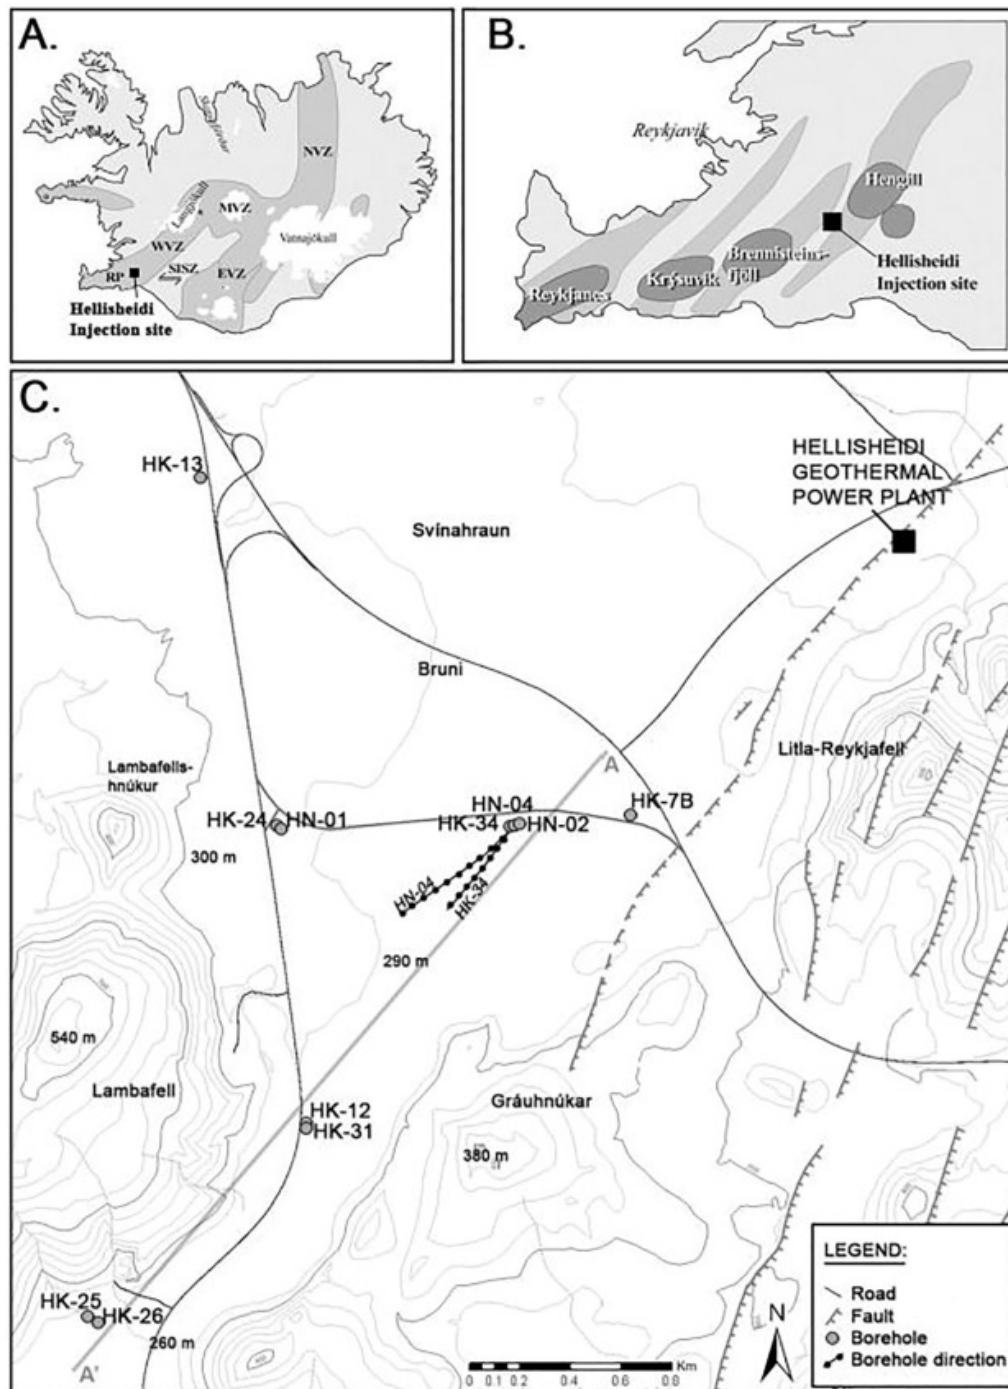 A.
Skagafjördur
NVZ
Langjökull
MVZ
Vatnajökull
WVZ
RP
SISZ
EVZ
Hellisheidi
Injection site
B.
Reykjavik
Hengill
Brennisteins-
fjöll
Krýsuvik
Reykjanes
Hellisheidi
Injection site
C.
HK-13
HELLISHEIDI
GEOTHERMAL
POWER PLANT
Svínahraun
Bruni
Litla-Reykjafell
Lambafells-
hnúkur
A
HK-24
HN-01
HN-04
HK-34
HN-02
HK-7B
300 m
HN-04
HK-34
290 m
540 m
Lambafell
HK-12
HK-31
Gráuhnúkar
380 m
HK-25
HK-26
260 m
A'
N
Km
0 0.1 0.2 0.4 0.6 0.8
LEGEND:
Road
Fault
Borehole
Borehole direction